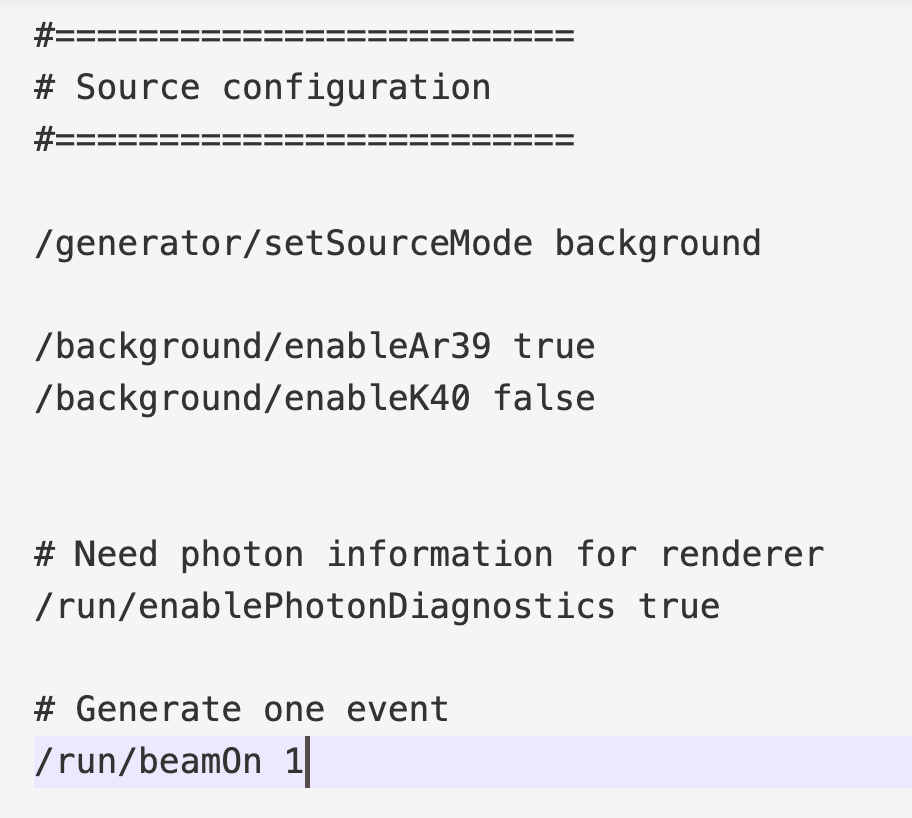 #=========================
# Source configuration
#=========================
/generator/setSourceMode background
/background/enableAr39 true
/background/enableK40 false
# Need photon information for renderer
/run/enablePhotonDiagnostics true
# Generate one event
/run/beamOn 1